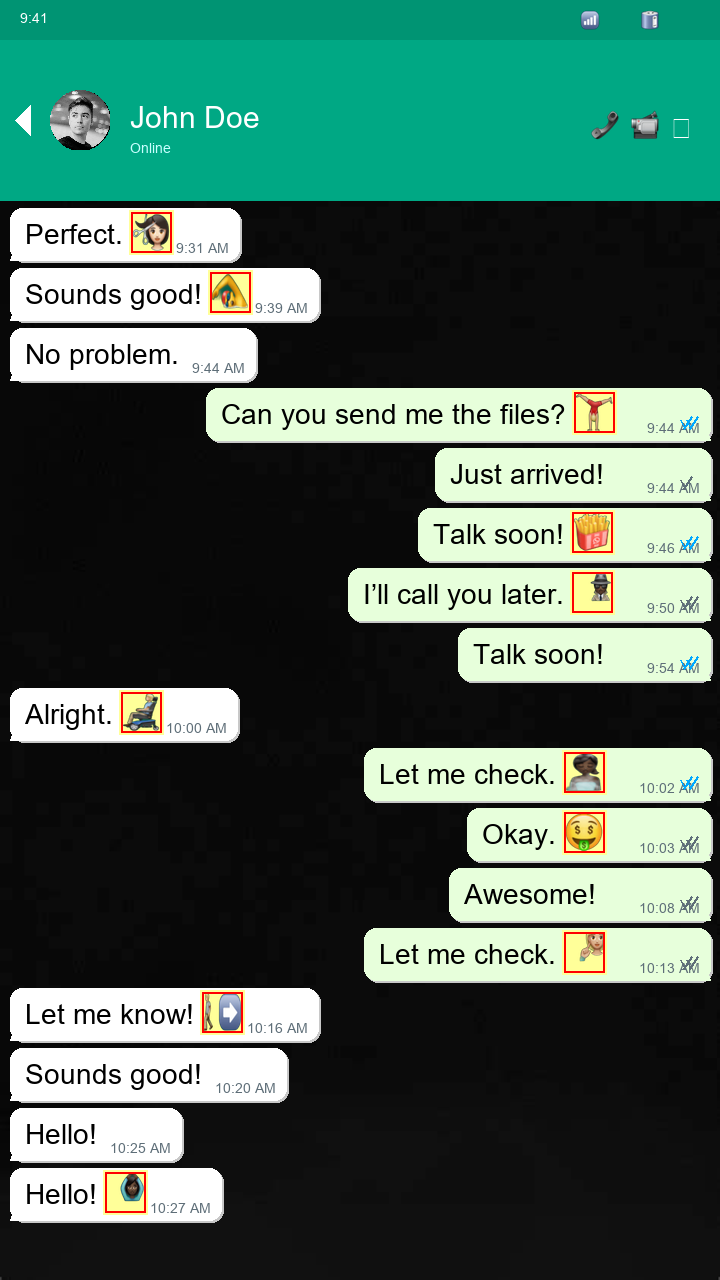 9:41
John Doe
Online
Perfect. 9:31 AM
Sounds good! 9:39 AM
No problem. 9:44 AM
Can you send me the files? 9:44 AM
Just arrived! 9:44 AM
Talk soon! 9:46 AM
I’ll call you later. 9:50 AM
Talk soon! 9:54 AM
Alright. 10:00 AM
Let me check. 10:02 AM
Okay. 10:03 AM
Awesome! 10:08 AM
Let me check. 10:13 AM
Let me know! 10:16 AM
Sounds good! 10:20 AM
Hello! 10:25 AM
Hello! 10:27 AM